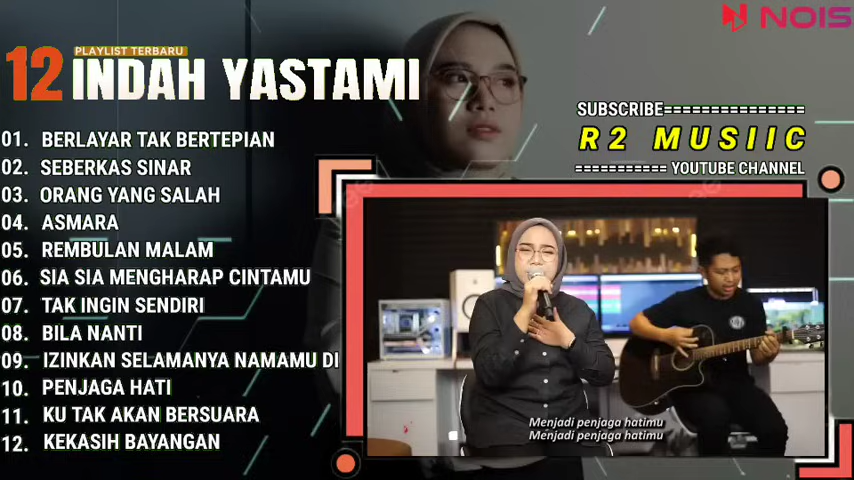 NOIS
PLAYLIST TERBARU
12 INDAH YASTAMI
SUBSCRIBE===============
R2 MUSIIC
=========== YOUTUBE CHANNEL
01. BERLAYAR TAK BERTEPIAN
02. SEBERKAS SINAR
03. ORANG YANG SALAH
04. ASMARA
05. REMBULAN MALAM
06. SIA SIA MENGHARAP CINTAMU
07. TAK INGIN SENDIRI
08. BILA NANTI
09. IZINKAN SELAMANYA NAMAMU DI
10. PENJAGA HATI
11. KU TAK AKAN BERSUARA
12. KEKASIH BAYANGAN
Menjadi penjaga hatimu
Menjadi penjaga hatimu